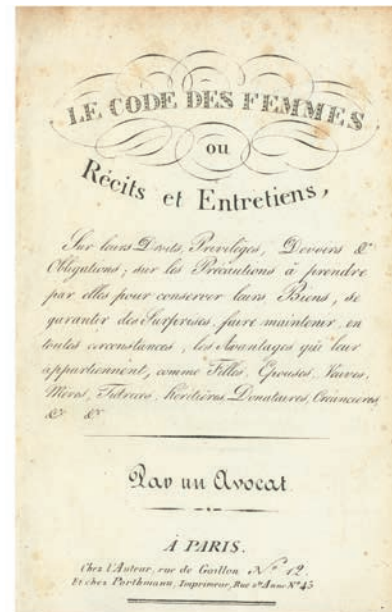 LE CODE DES FEMMES
ou
Récits et Entretiens,
Sur leurs Droits, Privilèges, Devoirs &
Obligations; sur les Précautions à prendre
par elles pour conserver leurs Biens, se
garantir des Surprises, faire maintenir, en
toutes circonstances, les Avantages qui leur
appartiennent, comme Filles, Epouses, Veuves,
Mères, Tutrices, héritières, Donataires, Créancières
&c &c
Par un Avocat.
À PARIS.
Chez l'Auteur, rue de Gaillon N.º 12.
Et chez Porthmann, Imprimeur, Rue S.te Anne N.º 43